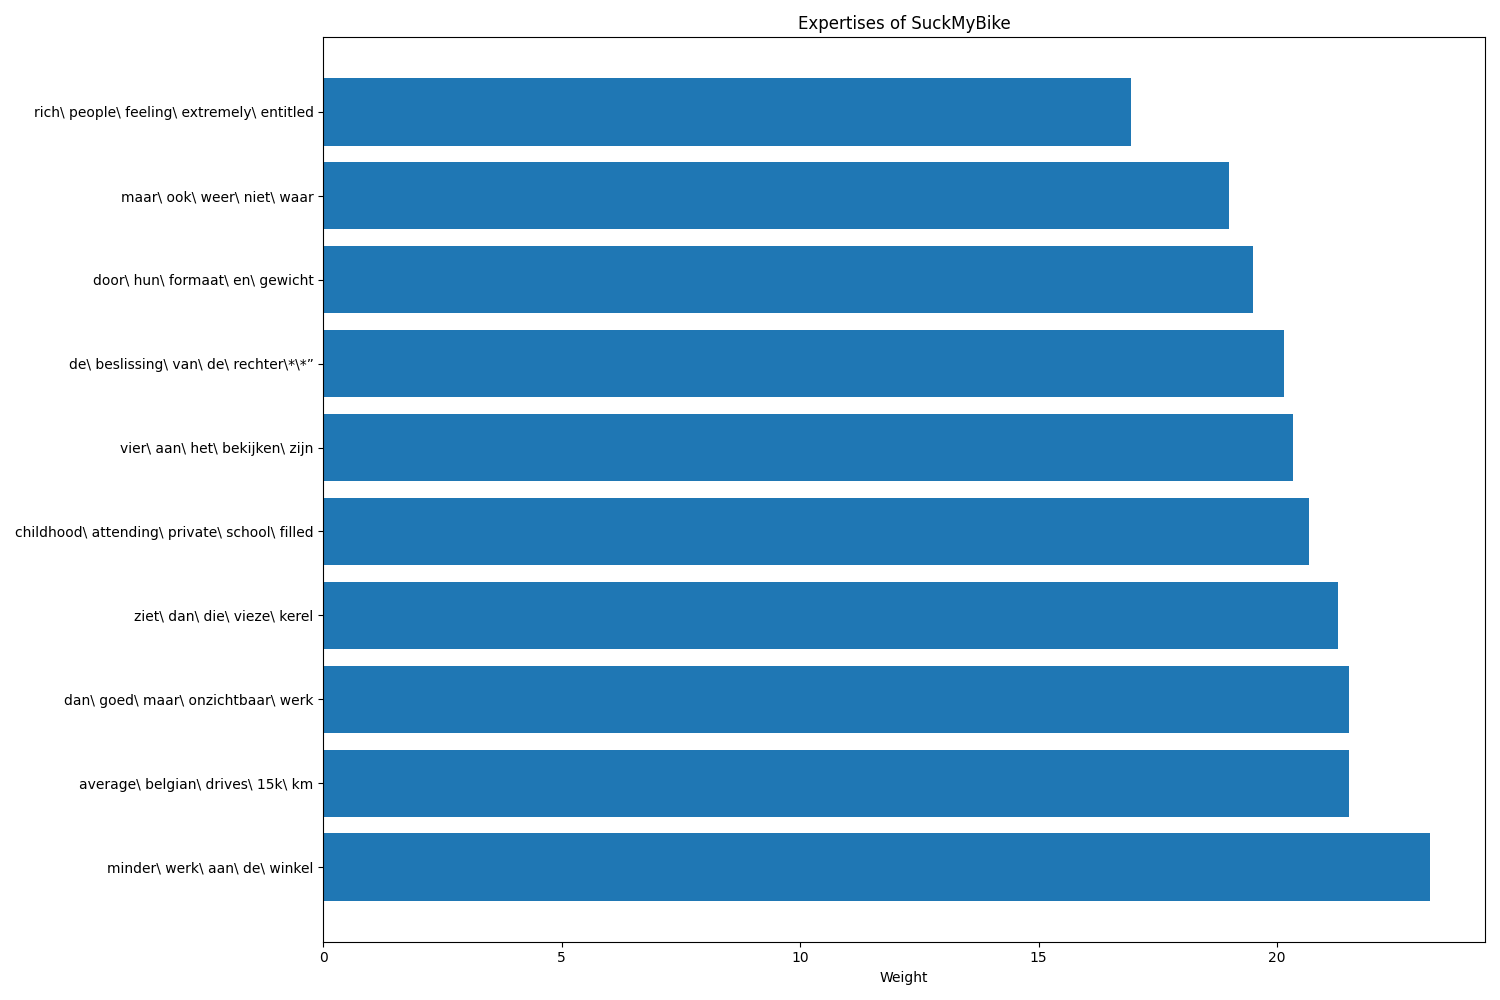 Expertises of SuckMyBike
rich\ people\ feeling\ extremely\ entitled
maar\ ook\ weer\ niet\ waar
door\ hun\ formaat\ en\ gewicht
de\ beslissing\ van\ de\ rechter\*\*”
vier\ aan\ het\ bekijken\ zijn
childhood\ attending\ private\ school\ filled
ziet\ dan\ die\ vieze\ kerel
dan\ goed\ maar\ onzichtbaar\ werk
average\ belgian\ drives\ 15k\ km
minder\ werk\ aan\ de\ winkel
0 5 10 15 20
Weight